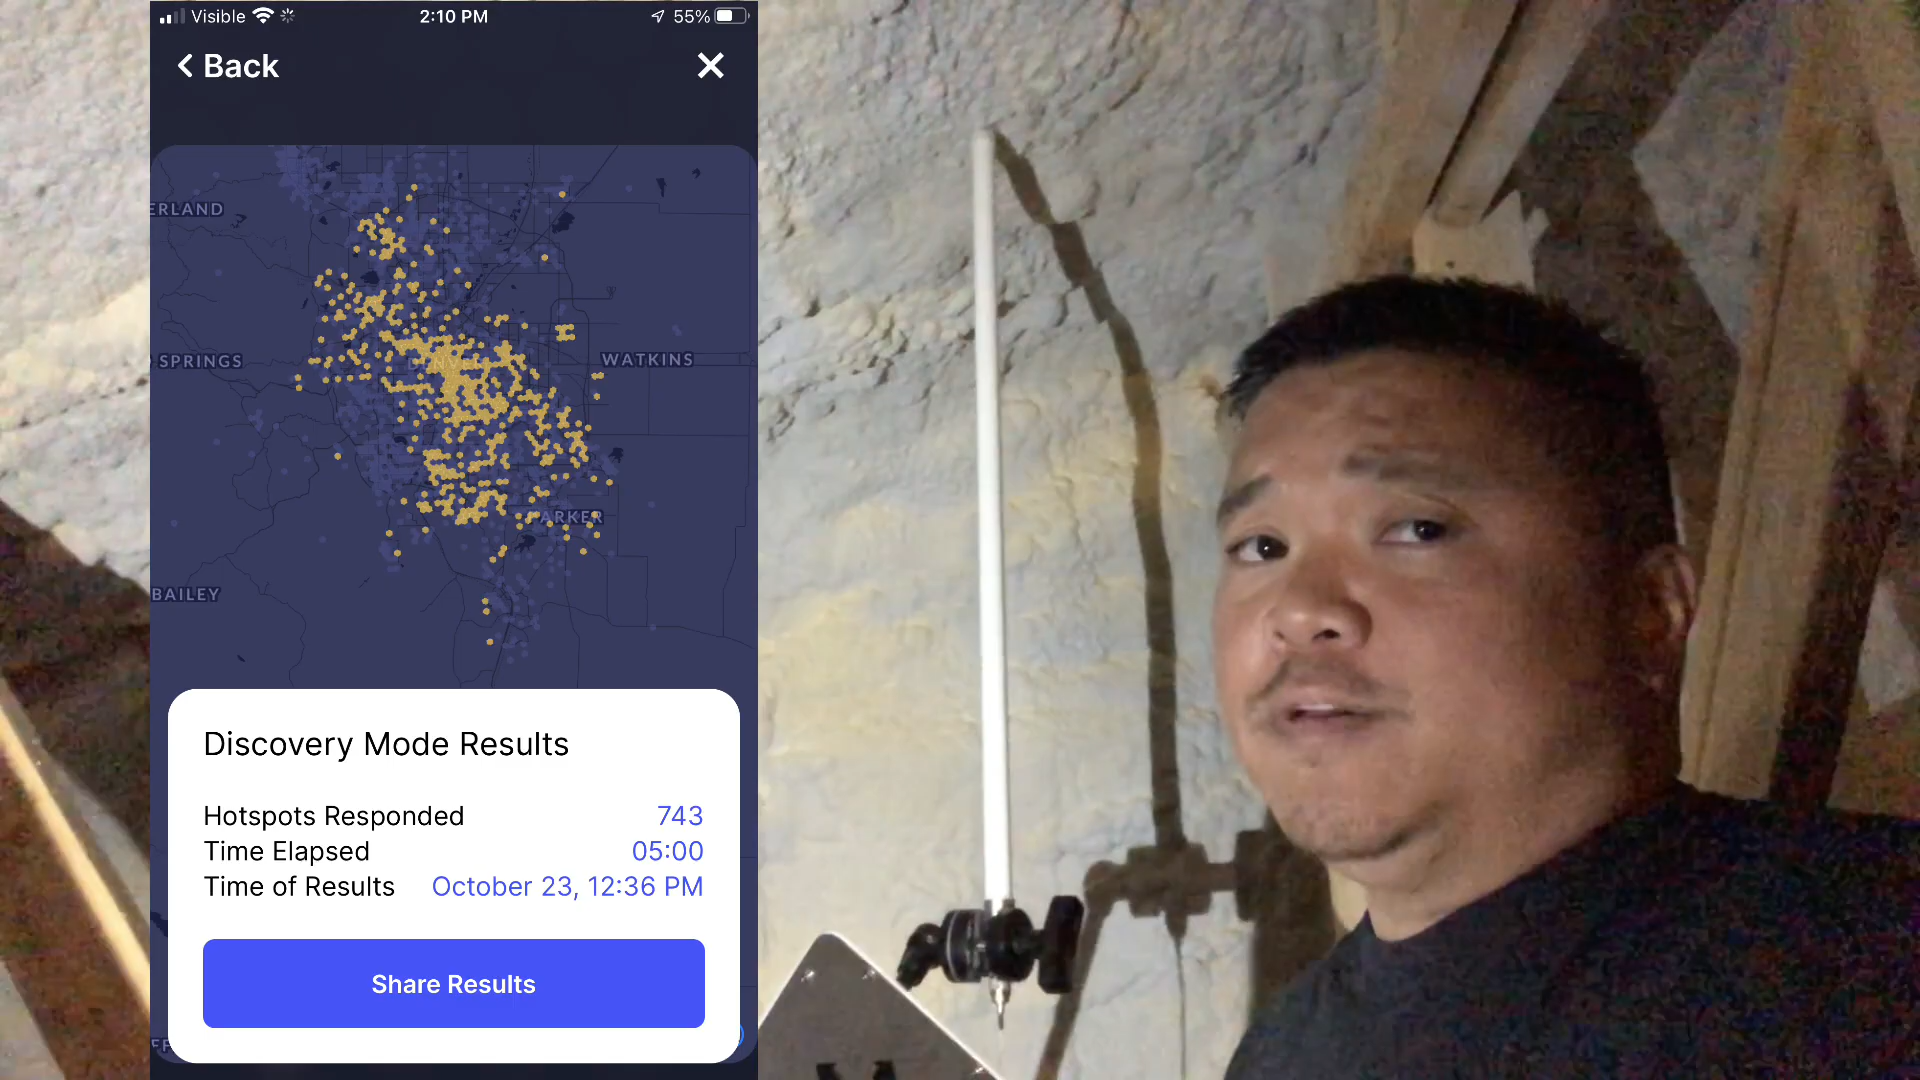 Visible 2:10 PM 55%
Back
ERLAND
SPRINGS
WATKINS
ARKER
BAILEY
Discovery Mode Results
Hotspots Responded 743
Time Elapsed 05:00
Time of Results October 23, 12:36 PM
Share Results